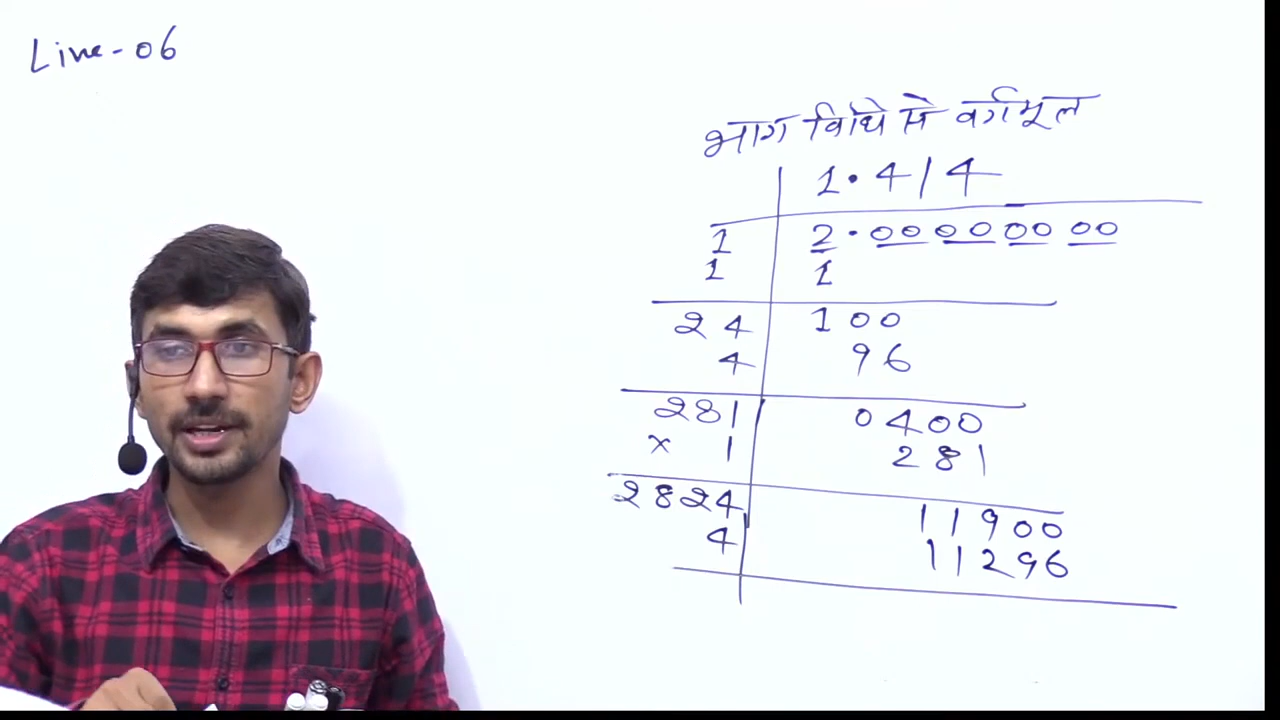 Line-06
भाग विधि से वर्गमूल
1.414
1 2.00000000
1 1
24 100
4 96
281 0400
x 1 281
2824 11900
4 11296